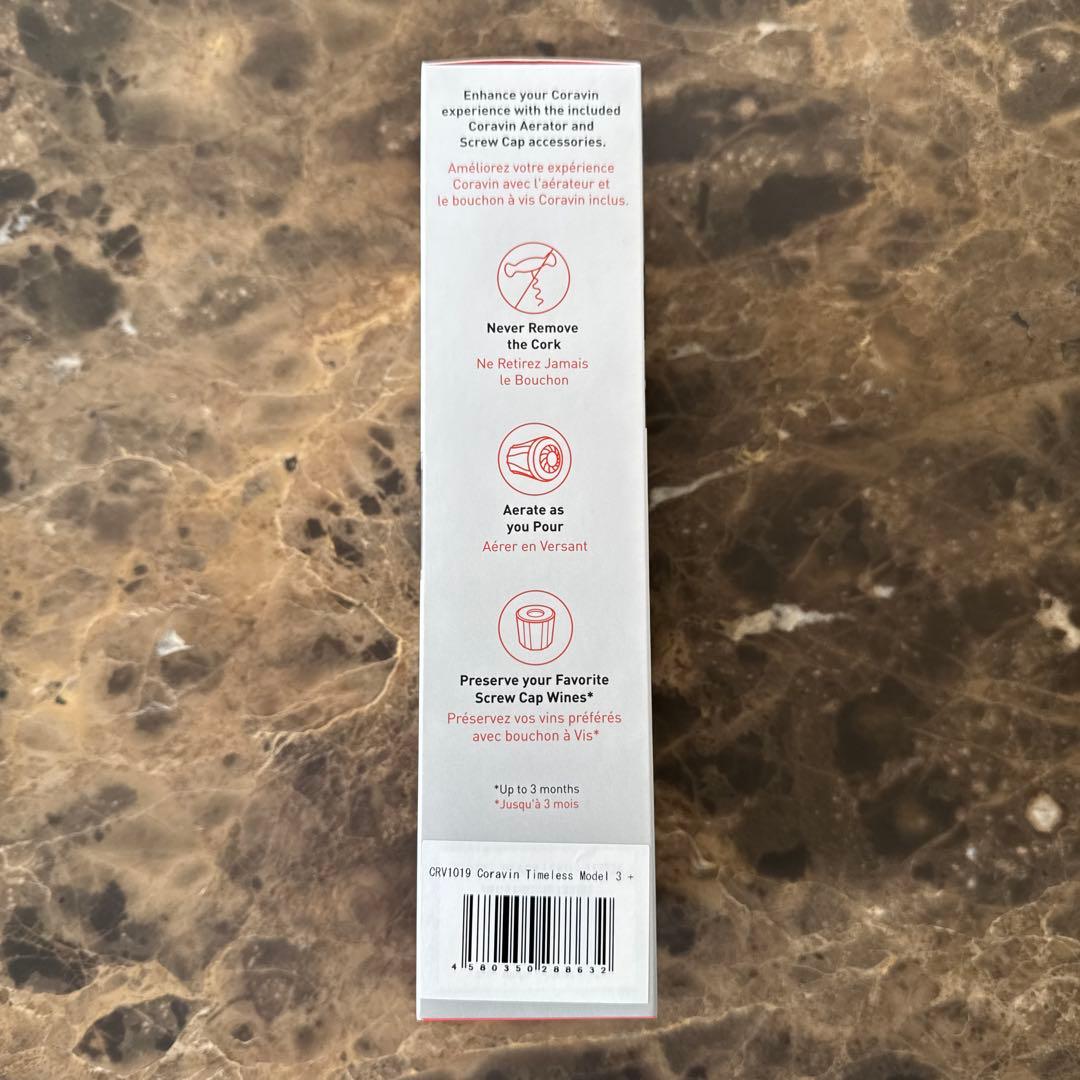 Enhance your Coravin
experience with the included
Coravin Aerator and
Screw Cap accessories.
Améliorez votre expérience
Coravin avec l'aérateur et
le bouchon à vis Coravin inclus.
Never Remove
the Cork
Ne Retirez Jamais
le Bouchon
Aerate as
you Pour
Aérer en Versant
Preserve your Favorite
Screw Cap Wines*
Préservez vos vins préférés
avec bouchon à Vis*
*Up to 3 months
*Jusqu'à 3 mois
CRV1019 Coravin Timeless Model 3 +
4 580350 288632